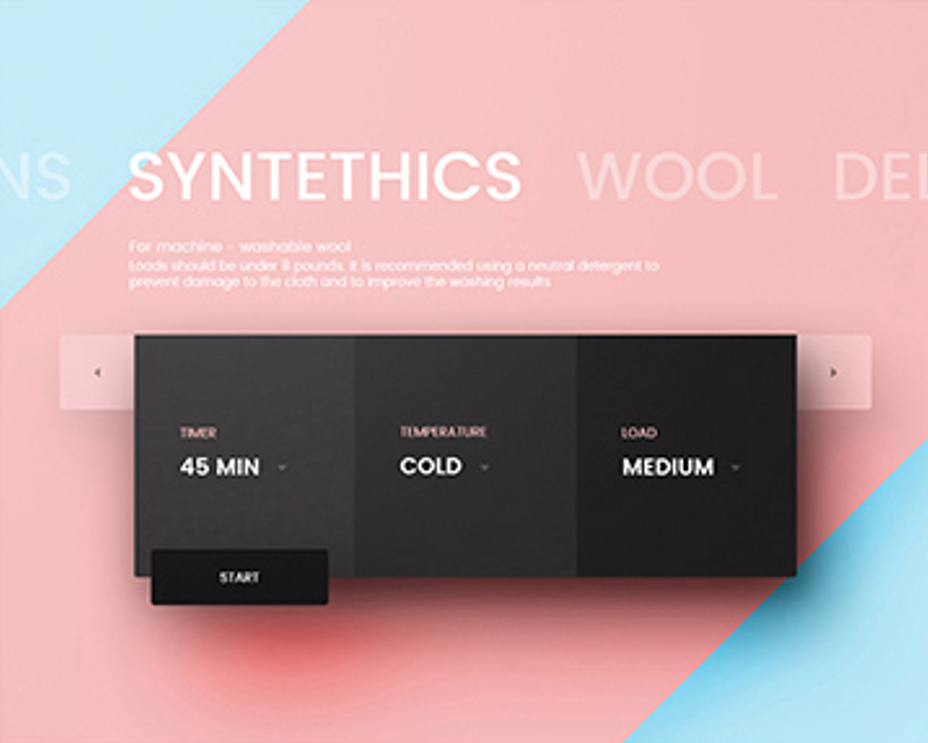 NS SYNTETHICS WOOL DEL
For machine - washable wool
Loads should be under 8 pounds. It is recommended using a neutral detergent to
prevent damage to the cloth and to improve the washing results
TIMER TEMPERATURE LOAD
45 MIN COLD MEDIUM
START